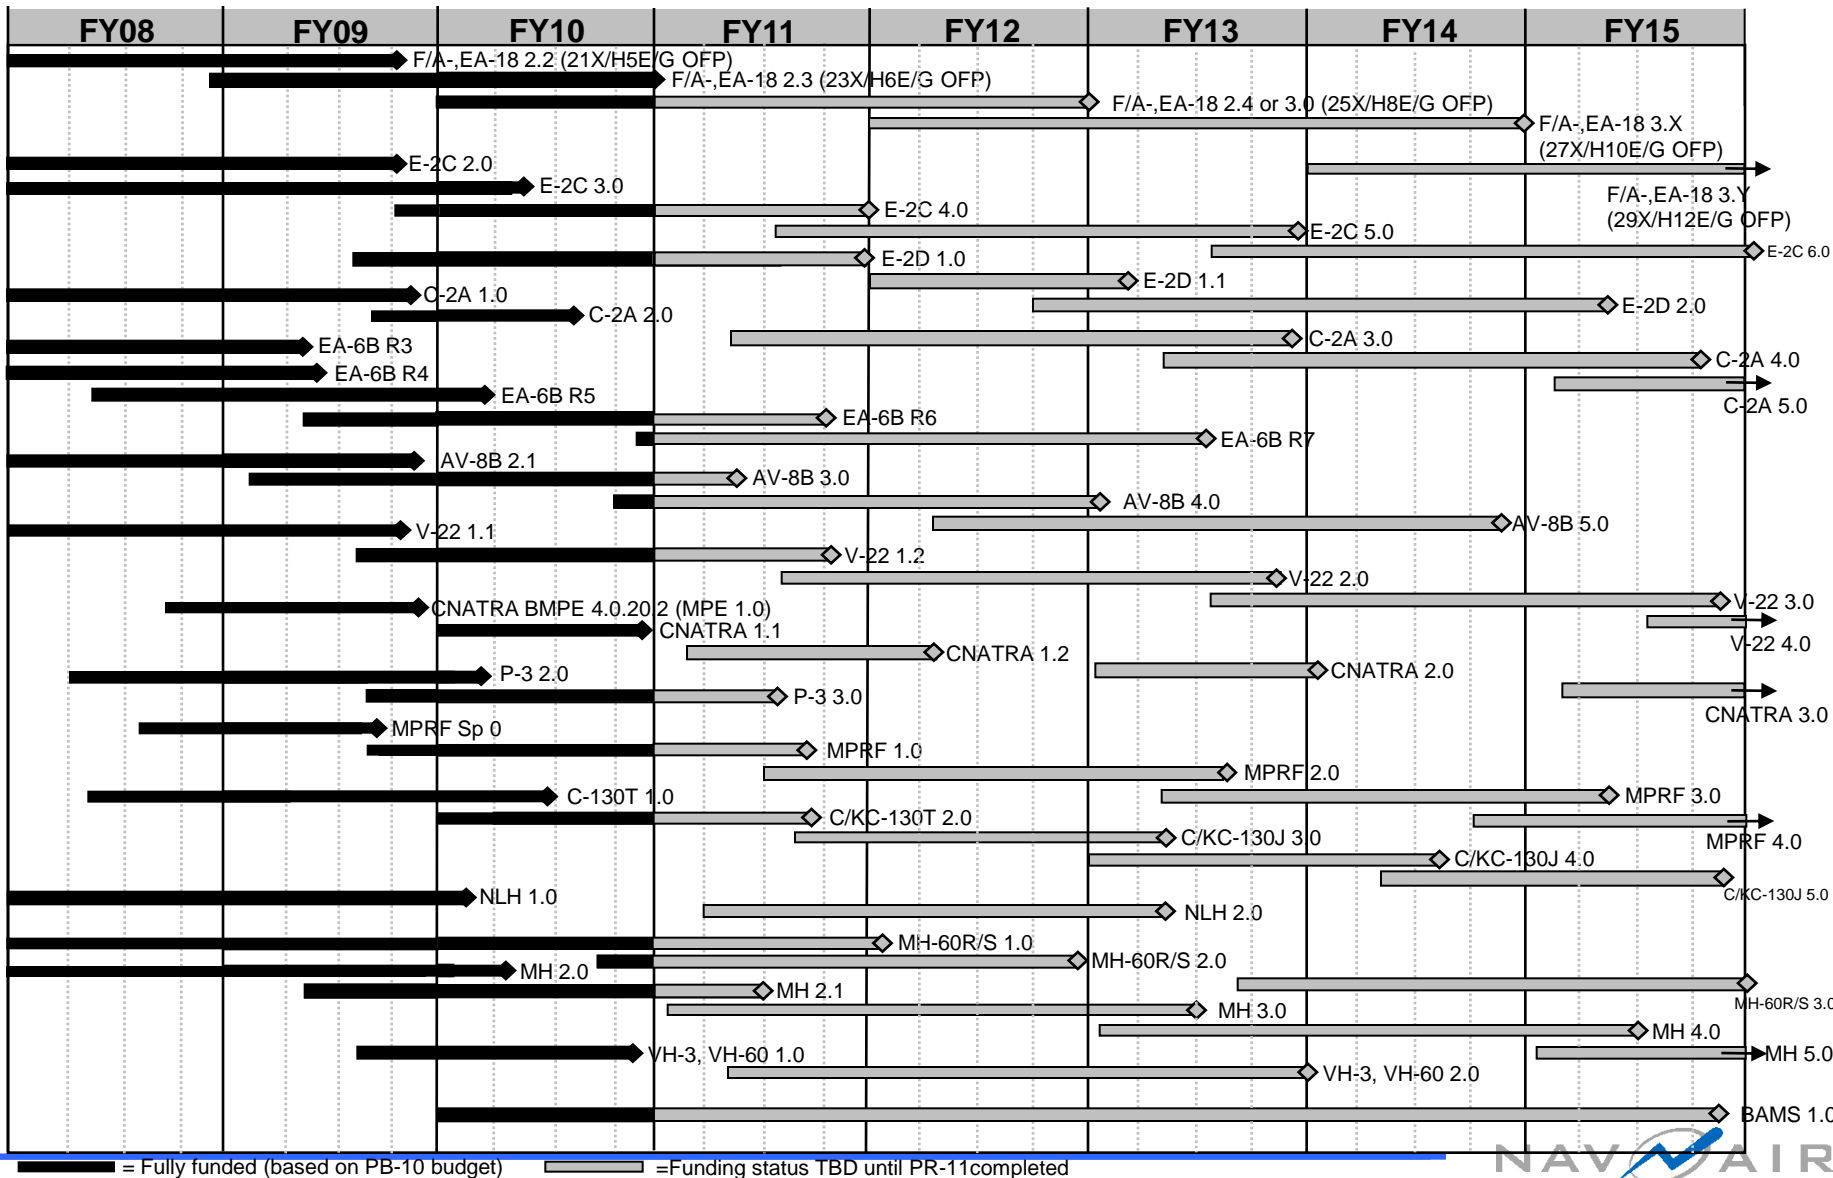 FY08 FY09 FY10 FY11 FY12 FY13 FY14 FY15
F/A-,EA-18 2.2 (21X/H5E/G OFP)
F/A-,EA-18 2.3 (23X/H6E/G OFP)
F/A-,EA-18 2.4 or 3.0 (25X/H8E/G OFP)
F/A-,EA-18 3.X
(27X/H10E/G OFP)
E-2C 2.0
E-2C 3.0
F/A-,EA-18 3.Y
(29X/H12E/G OFP)
E-2C 4.0
E-2C 5.0
E-2C 6.0
E-2D 1.0
E-2D 1.1
C-2A 1.0
E-2D 2.0
C-2A 2.0
C-2A 3.0
EA-6B R3
C-2A 4.0
EA-6B R4
EA-6B R5
C-2A 5.0
EA-6B R6
EA-6B R7
AV-8B 2.1
AV-8B 3.0
AV-8B 4.0
AV-8B 5.0
V-22 1.1
V-22 1.2
V-22 2.0
V-22 3.0
CNATRA BMPE 4.0.20.2 (MPE 1.0)
CNATRA 1.1
V-22 4.0
CNATRA 1.2
CNATRA 2.0
P-3 2.0
P-3 3.0
CNATRA 3.0
MPRF Sp 0
MPRF 1.0
MPRF 2.0
C-130T 1.0
MPRF 3.0
C/KC-130T 2.0
C/KC-130J 3.0
MPRF 4.0
C/KC-130J 4.0
C/KC-130J 5.0
NLH 1.0
NLH 2.0
MH-60R/S 1.0
MH-60R/S 2.0
MH 2.0
MH 2.1
MH-60R/S 3.0
MH 3.0
MH 4.0
VH-3, VH-60 1.0
MH 5.0
VH-3, VH-60 2.0
BAMS 1.0
= Fully funded (based on PB-10 budget)
=Funding status TBD until PR-11completed
NAVAIR